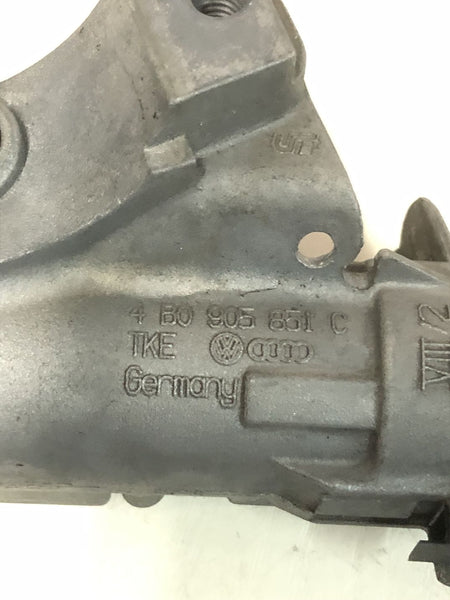 4 B0 905 851 C
TKE
Germany
VIII/2